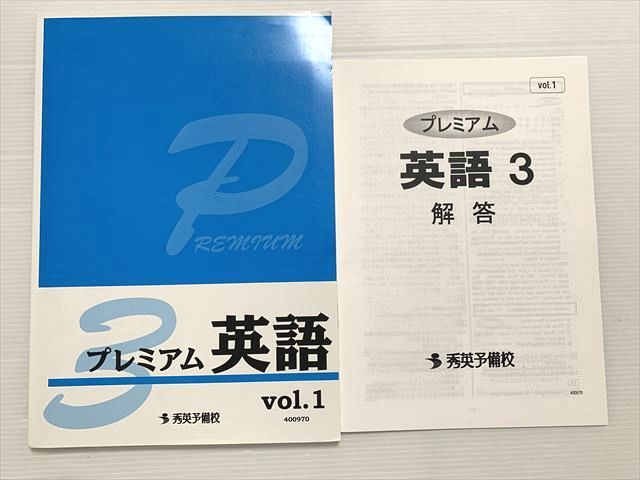 PREMIUM
3
プレミアム 英語
vol.1
秀英予備校
400970
vol.1
プレミアム
英語 3
解答
秀英予備校
400970